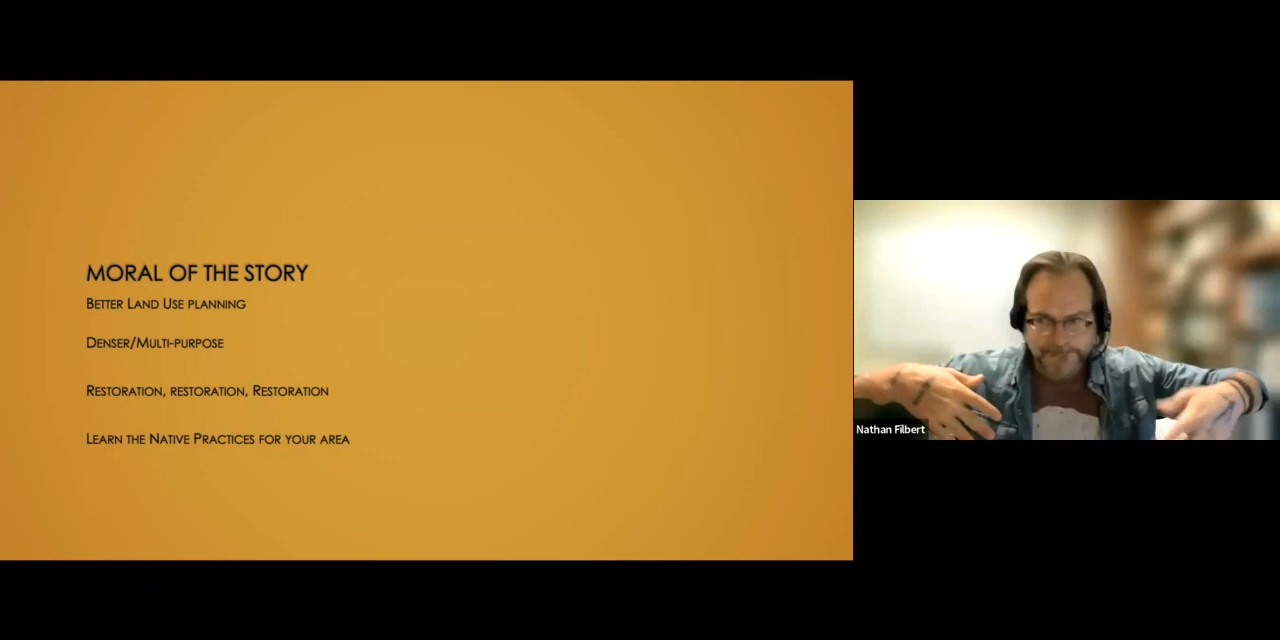 MORAL OF THE STORY
BETTER LAND USE PLANNING
DENSER/MULTI-PURPOSE
RESTORATION, RESTORATION, RESTORATION
LEARN THE NATIVE PRACTICES FOR YOUR AREA
Nathan Filbert